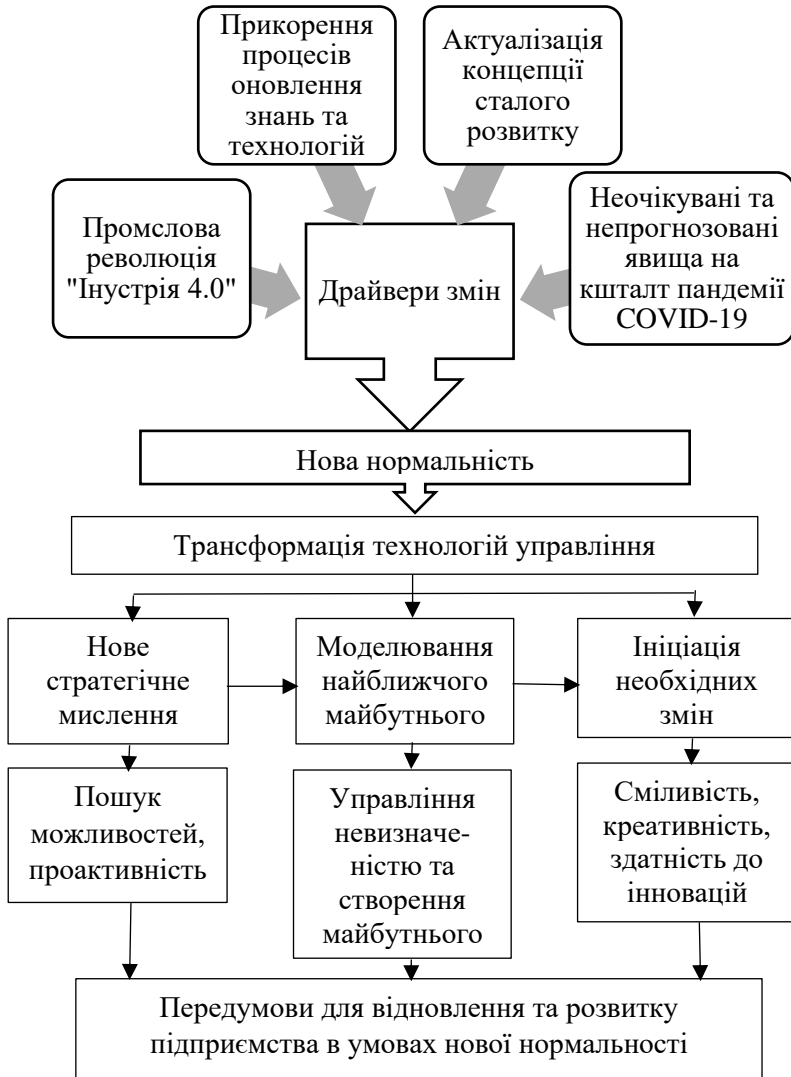 Прикорення
процесів
оновлення
знань та
технологій
Актуалізація
концепції
сталого
розвитку
Промслова
революція
"Інустрія 4.0"
Драйвери змін
Неочікувані та
непрогнозовані
явища на
кшталт пандемії
COVID-19
Нова нормальність
Трансформація технологій управління
Нове
стратегічне
мислення
Моделювання
найближчого
майбутнього
Ініціація
необхідних
змін
Пошук
можливостей,
проактивність
Управління
невизначе-
ністю та
створення
майбутнього
Сміливість,
креативність,
здатність до
інновацій
Передумови для відновлення та розвитку
підприємства в умовах нової нормальності